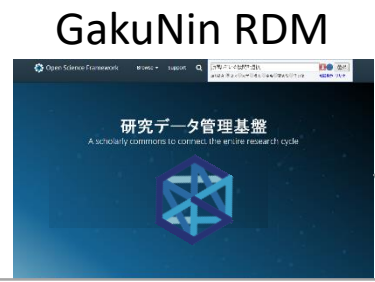 GakuNin RDM
Open Science Framework Browse Support
研究データ管理基盤
A scholarly commons to connect the entire research cycle